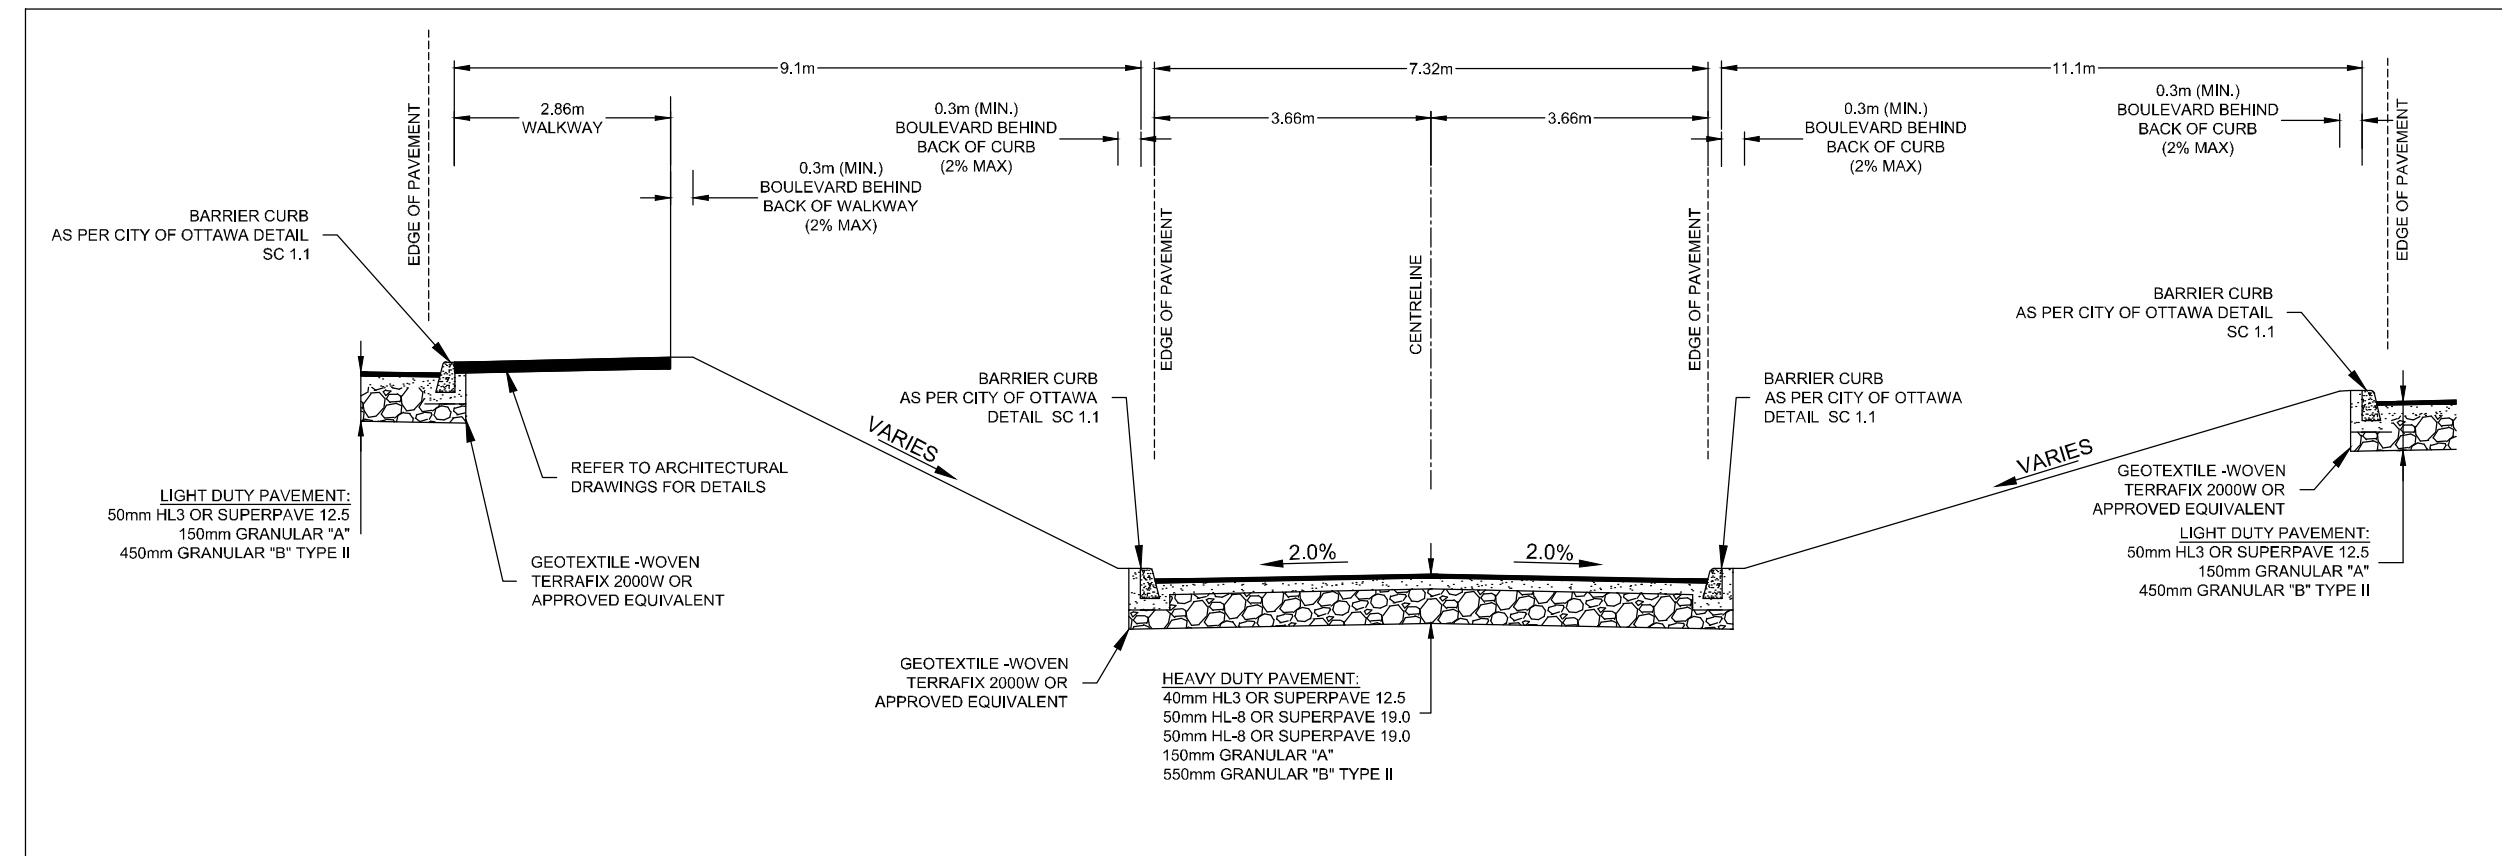 9.1m
7.32m
11.1m
2.86m
WALKWAY
0.3m (MIN.)
BOULEVARD BEHIND
BACK OF CURB
(2% MAX)
3.66m
3.66m
0.3m (MIN.)
BOULEVARD BEHIND
BACK OF CURB
(2% MAX)
0.3m (MIN.)
BOULEVARD BEHIND
BACK OF CURB
(2% MAX)
0.3m (MIN.)
BOULEVARD BEHIND
BACK OF WALKWAY
(2% MAX)
EDGE OF PAVEMENT
EDGE OF PAVEMENT
CENTRELINE
EDGE OF PAVEMENT
EDGE OF PAVEMENT
BARRIER CURB
AS PER CITY OF OTTAWA DETAIL
SC 1.1
BARRIER CURB
AS PER CITY OF OTTAWA DETAIL
SC 1.1
BARRIER CURB
AS PER CITY OF OTTAWA
DETAIL SC 1.1
BARRIER CURB
AS PER CITY OF OTTAWA
DETAIL SC 1.1
VARIES
VARIES
REFER TO ARCHITECTURAL
DRAWINGS FOR DETAILS
LIGHT DUTY PAVEMENT:
50mm HL3 OR SUPERPAVE 12.5
150mm GRANULAR "A"
450mm GRANULAR "B" TYPE II
GEOTEXTILE -WOVEN
TERRAFIX 2000W OR
APPROVED EQUIVALENT
2.0%
2.0%
GEOTEXTILE -WOVEN
TERRAFIX 2000W OR
APPROVED EQUIVALENT
LIGHT DUTY PAVEMENT:
50mm HL3 OR SUPERPAVE 12.5
150mm GRANULAR "A"
450mm GRANULAR "B" TYPE II
GEOTEXTILE -WOVEN
TERRAFIX 2000W OR
APPROVED EQUIVALENT
HEAVY DUTY PAVEMENT:
40mm HL3 OR SUPERPAVE 12.5
50mm HL-8 OR SUPERPAVE 19.0
50mm HL-8 OR SUPERPAVE 19.0
150mm GRANULAR "A"
550mm GRANULAR "B" TYPE II